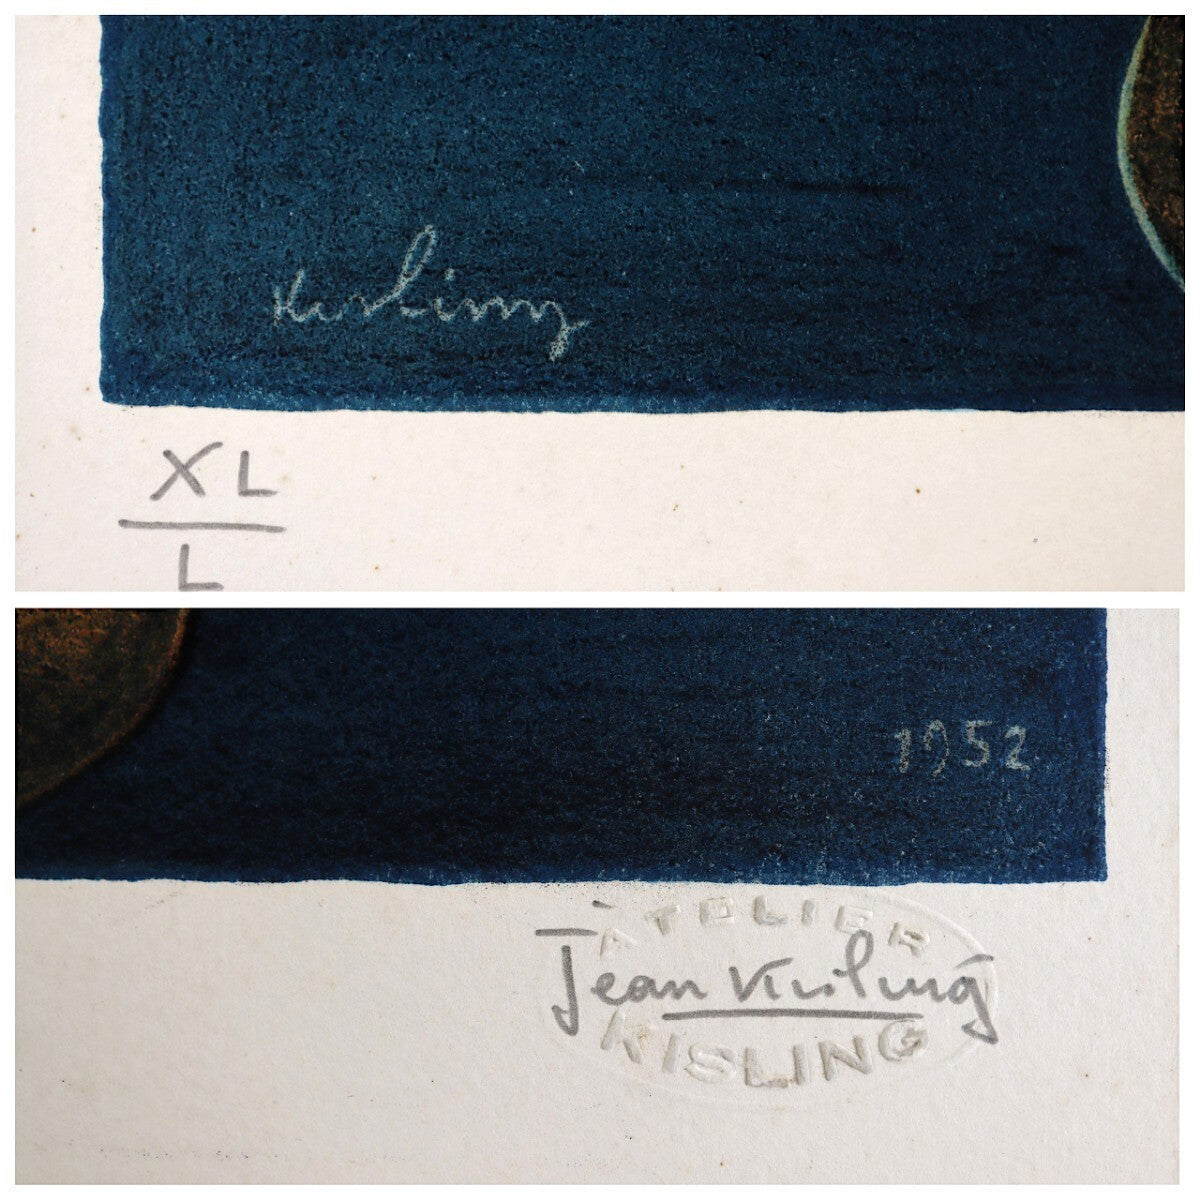 Kisling
XL
L
1952
ATELIER
Jean Kisling
KISLING